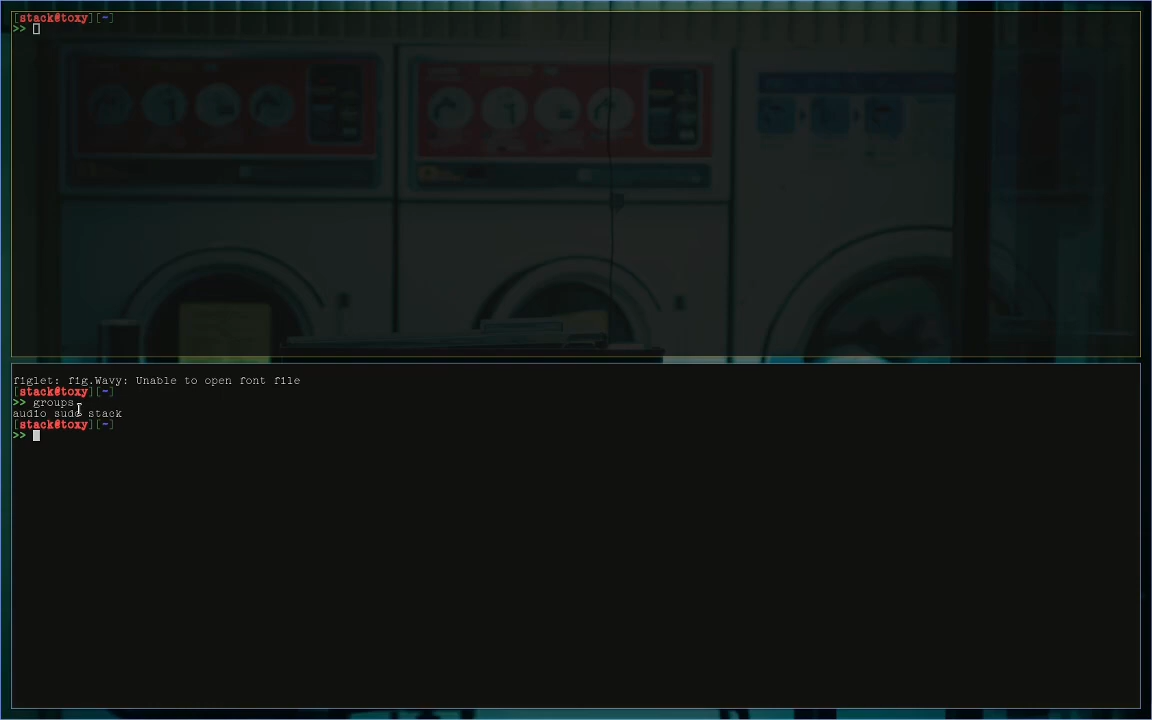 [stack@toxy][~]
>>
figlet: fig.Wavy: Unable to open font file
[stack@toxy][~]
>> groups
audio sudo stack
[stack@toxy][~]
>>